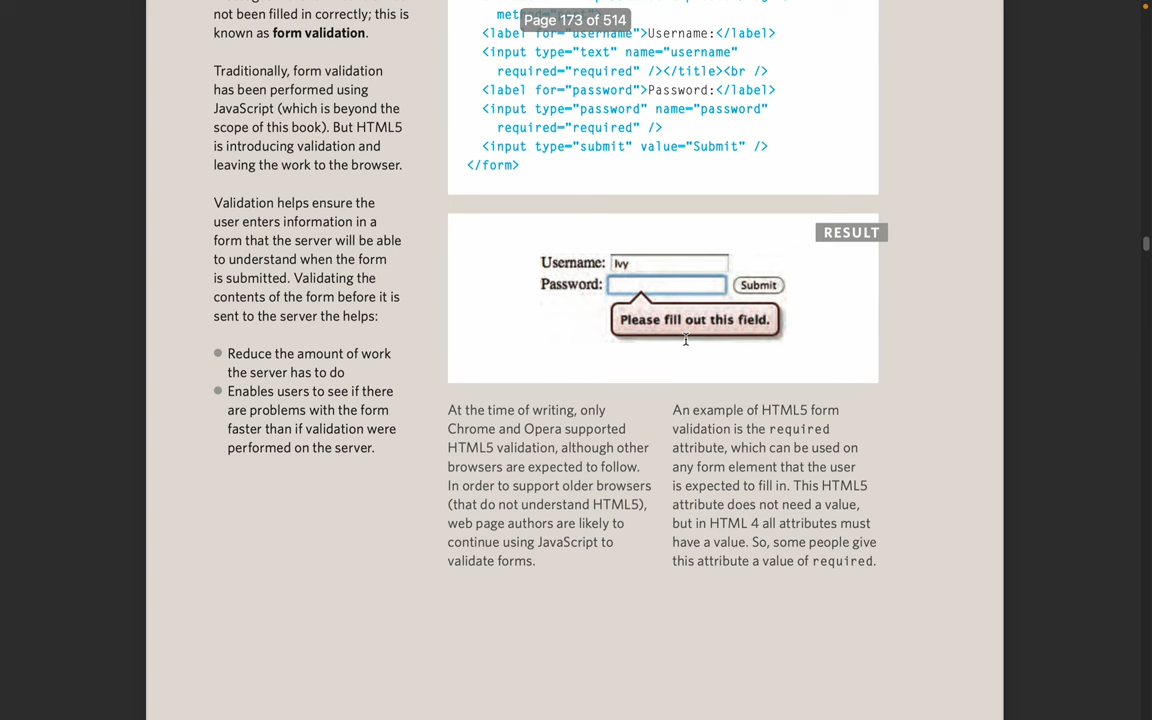 Page 173 of 514
not been filled in correctly; this is
known as form validation.
Traditionally, form validation
has been performed using
JavaScript (which is beyond the
scope of this book). But HTML5
is introducing validation and
leaving the work to the browser.
Validation helps ensure the
user enters information in a
form that the server will be able
to understand when the form
is submitted. Validating the
contents of the form before it is
sent to the server the helps:
Reduce the amount of work
the server has to do
Enables users to see if there
are problems with the form
faster than if validation were
performed on the server.
<label for="username">Username:</label>
<input type="text" name="username"
required="required" /></title><br />
<label for="password">Password:</label>
<input type="password" name="password"
required="required" />
<input type="submit" value="Submit" />
</form>
RESULT
Username: Ivy
Password: Submit
Please fill out this field.
At the time of writing, only
Chrome and Opera supported
HTML5 validation, although other
browsers are expected to follow.
In order to support older browsers
(that do not understand HTML5),
web page authors are likely to
continue using JavaScript to
validate forms.
An example of HTML5 form
validation is the required
attribute, which can be used on
any form element that the user
is expected to fill in. This HTML5
attribute does not need a value,
but in HTML 4 all attributes must
have a value. So, some people give
this attribute a value of required.